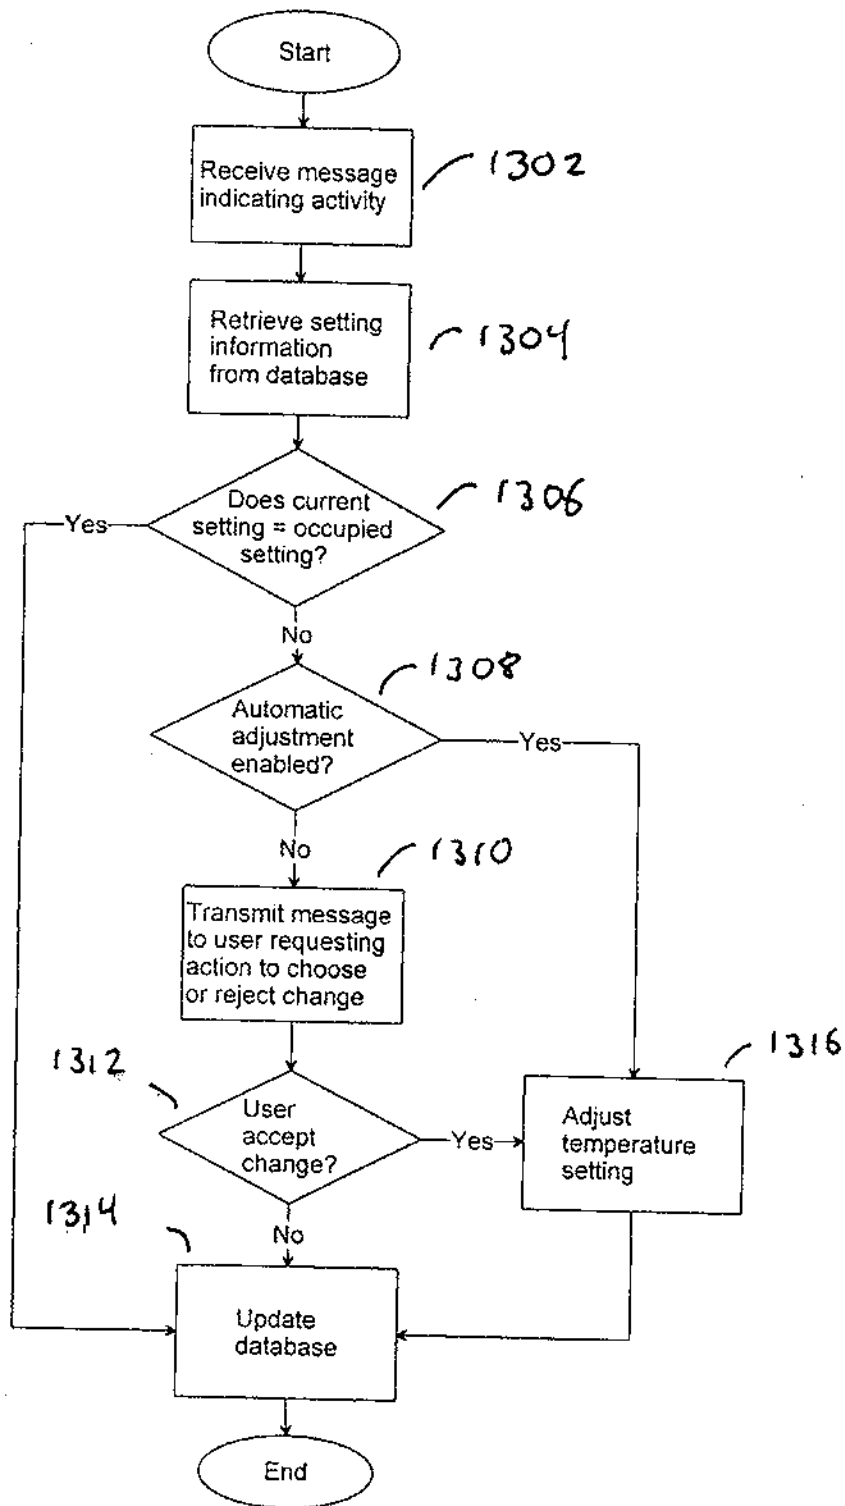 Start
Receive message
indicating activity
1302
Retrieve setting
information
from database
1304
Does current
setting = occupied
setting?
1306
Yes
No
Automatic
adjustment
enabled?
1308
Yes
No
1310
Transmit message
to user requesting
action to choose
or reject change
1312
User
accept
change?
Yes
Adjust
temperature
setting
1316
No
1314
Update
database
End